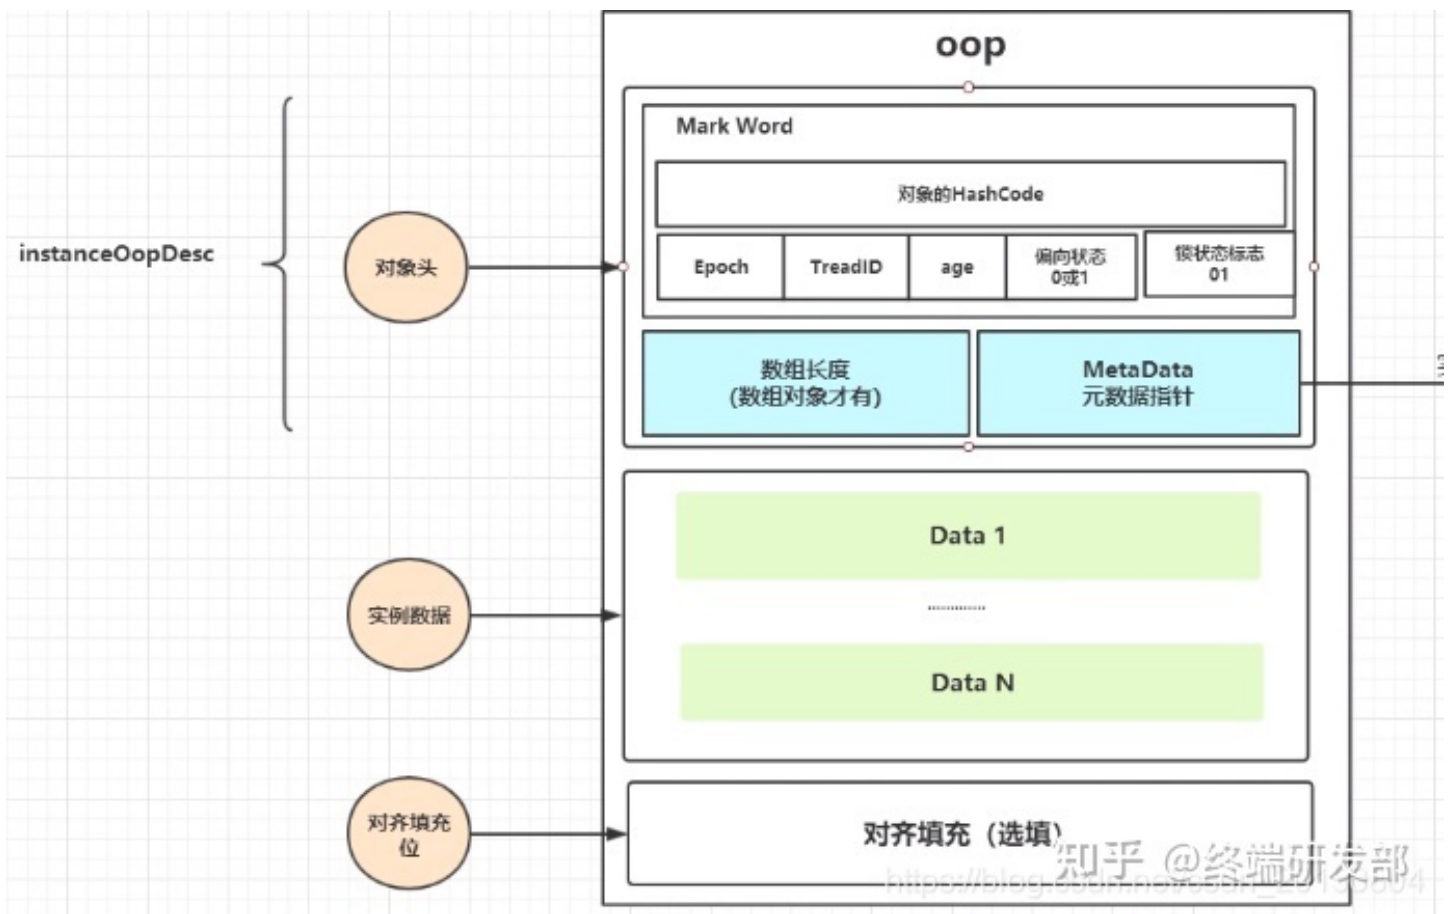 oop
Mark Word
对象的HashCode
instanceOopDesc
对象头
Epoch
TreadID
age
偏向状态
0或1
锁状态标志
01
数组长度
(数组对象才有)
MetaData
元数据指针
Data 1
..............
实例数据
Data N
对齐填充
位
对齐填充（选填）
知乎 @终端研发部